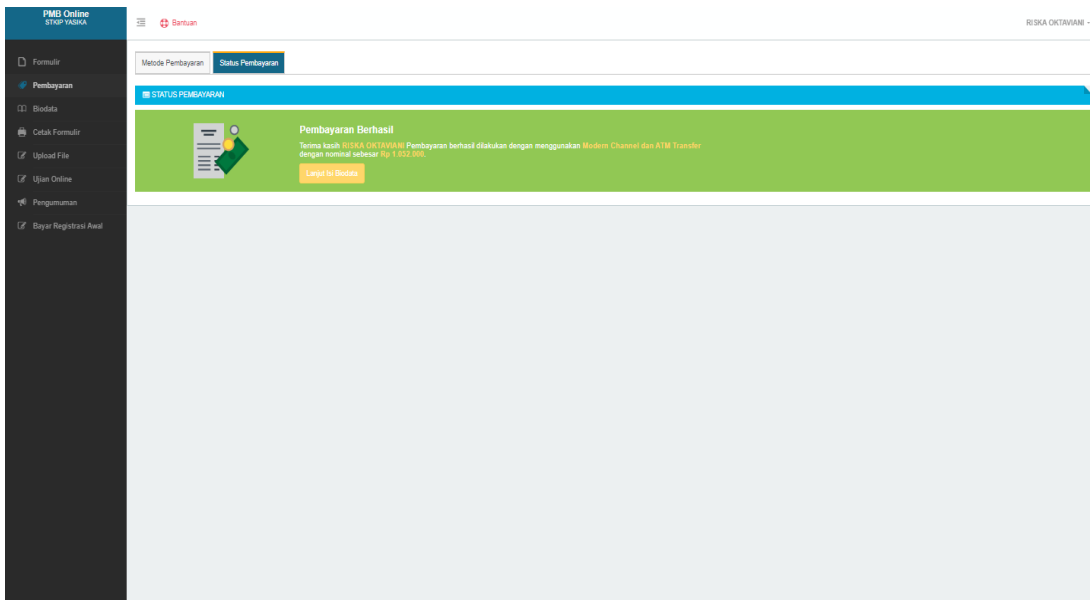 PMB Online
STKIP YASIKA
Bantuan
RISKA OKTAVIANI
Formulir
Pembayaran
Biodata
Cetak Formulir
Upload File
Ujian Online
Pengumuman
Bayar Registrasi Awal
Metode Pembayaran
Status Pembayaran
STATUS PEMBAYARAN
Pembayaran Berhasil
Terima kasih RISKA OKTAVIANI Pembayaran berhasil dilakukan dengan menggunakan Modern Channel dan ATM Transfer
dengan nominal sebesar Rp 1.032,000.
Lanjut Isi Biodata